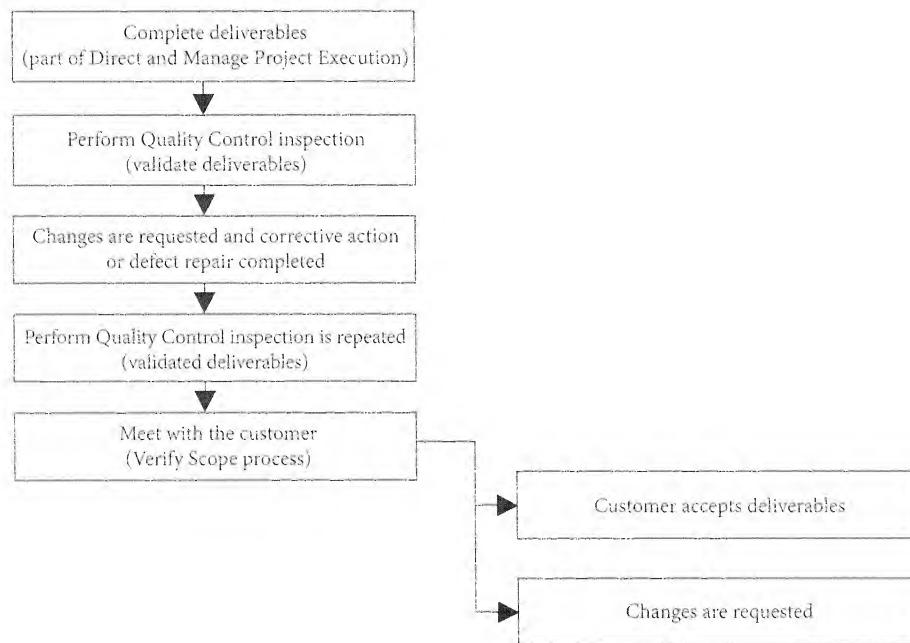 Complete deliverables
(part of Direct and Manage Project Execution)
Perform Quality Control inspection
(validate deliverables)
Changes are requested and corrective action
or defect repair completed
Perform Quality Control inspection is repeated
(validated deliverables)
Meet with the customer
(Verify Scope process)
Customer accepts deliverables
Changes are requested